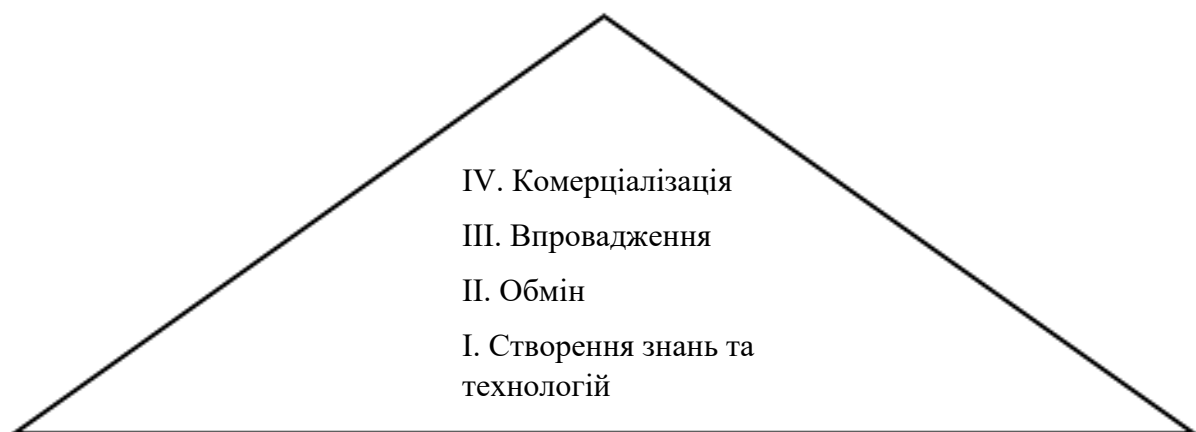 IV. Комерціалізація
III. Впровадження
II. Обмін
I. Створення знань та
технологій